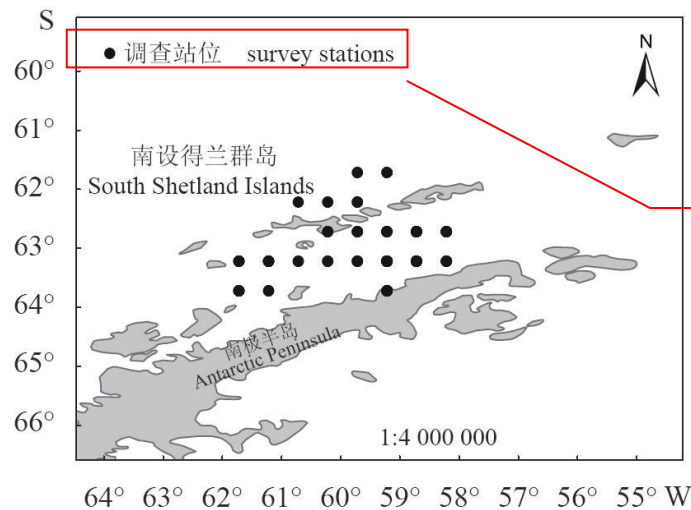 S
调查站位 survey stations
N
60°
61°
南设得兰群岛
62°
South Shetland Islands
63°
64°
南极半岛
Antarctic Peninsula
65°
66°
1:4 000 000
64° 63° 62° 61° 60° 59° 58° 57° 56° 55° W